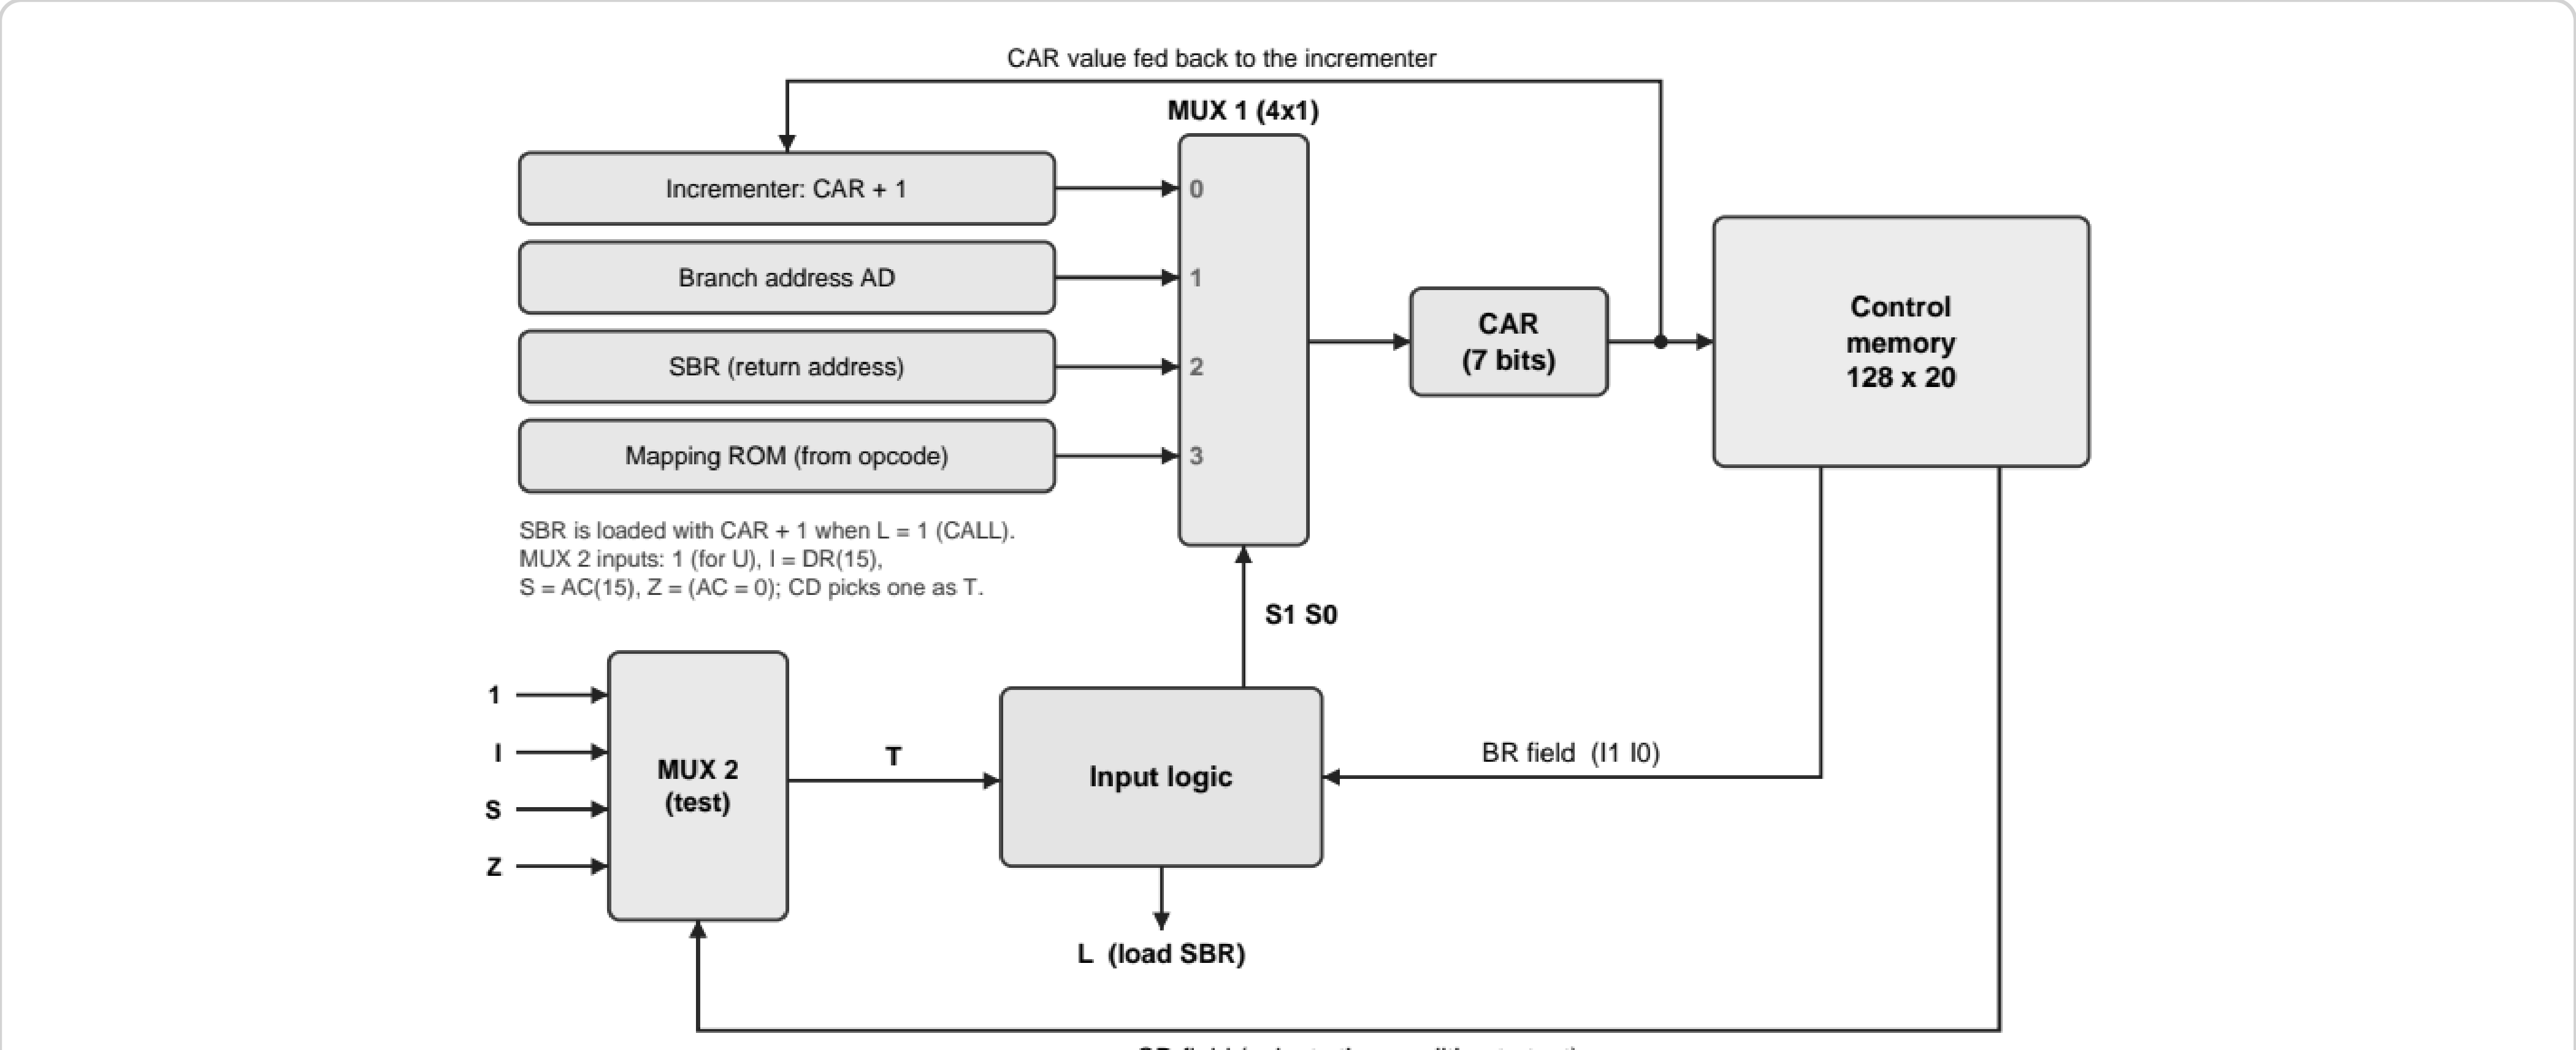 CAR value fed back to the incrementer
MUX 1 (4x1)
Incrementer: CAR + 1
0
Branch address AD
1
SBR (return address)
2
Mapping ROM (from opcode)
3
CAR
(7 bits)
Control
memory
128 x 20
SBR is loaded with CAR + 1 when L = 1 (CALL).
MUX 2 inputs: 1 (for U), I = DR(15),
S = AC(15), Z = (AC = 0); CD picks one as T.
S1 S0
1
I
S
Z
MUX 2
(test)
T
Input logic
BR field (I1 I0)
L (load SBR)